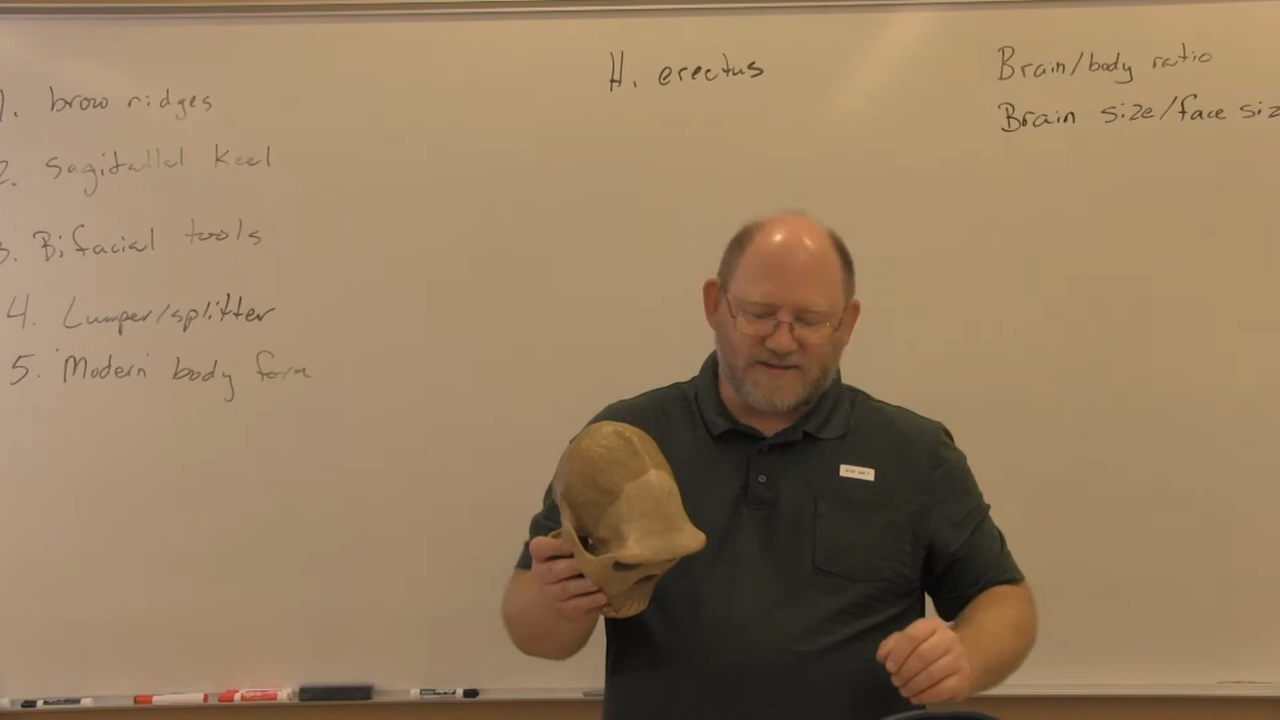 1. brow ridges
2. Sagitallal Keel
3. Bifacial tools
4. Lumper/splitter
5. "Modern" body form
H. erectus
Brain/body ratio
Brain size/face siz